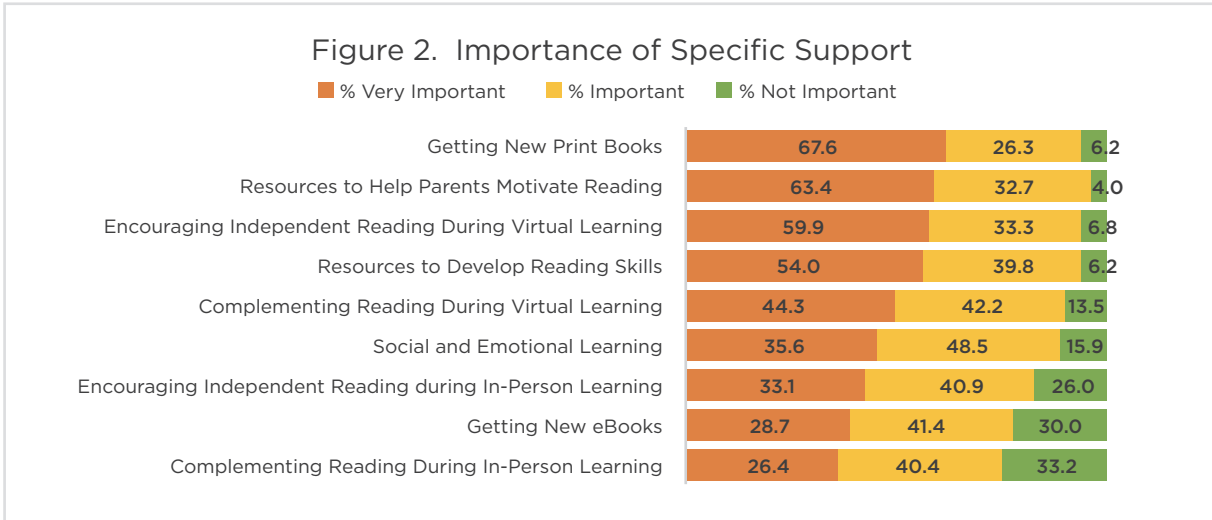 Figure 2. Importance of Specific Support
% Very Important % Important % Not Important
Getting New Print Books 67.6 26.3 6.2
Resources to Help Parents Motivate Reading 63.4 32.7 4.0
Encouraging Independent Reading During Virtual Learning 59.9 33.3 6.8
Resources to Develop Reading Skills 54.0 39.8 6.2
Complementing Reading During Virtual Learning 44.3 42.2 13.5
Social and Emotional Learning 35.6 48.5 15.9
Encouraging Independent Reading during In-Person Learning 33.1 40.9 26.0
Getting New eBooks 28.7 41.4 30.0
Complementing Reading During In-Person Learning 26.4 40.4 33.2